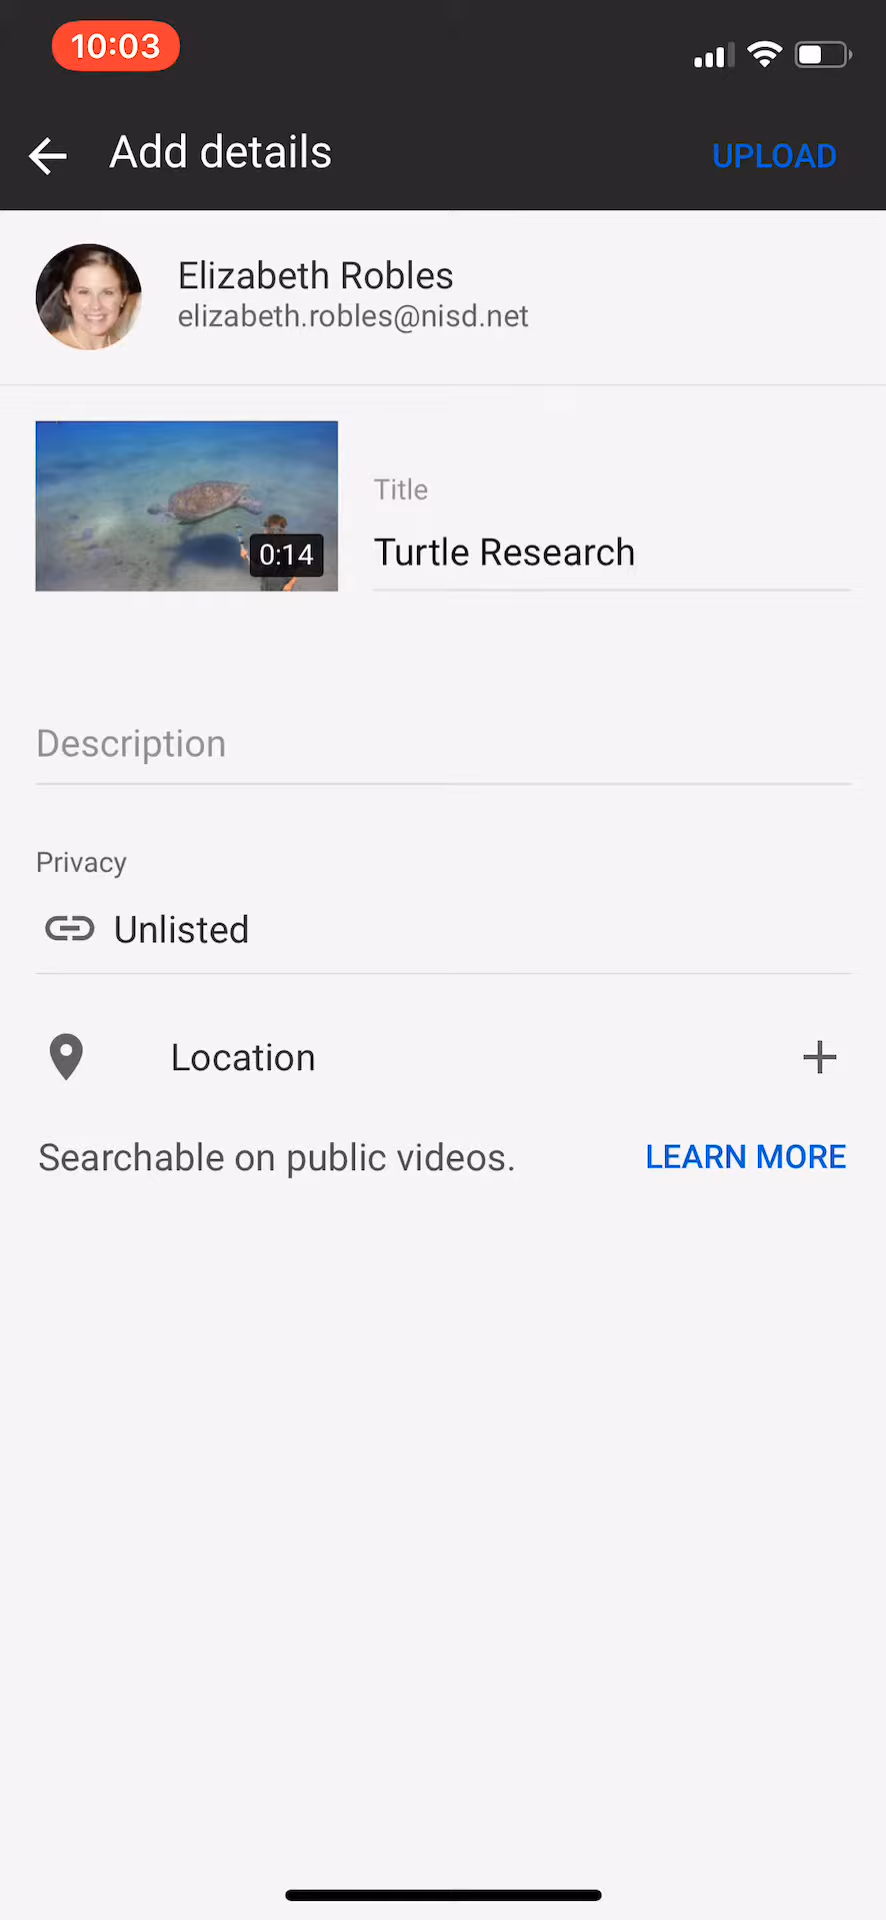 10:03
Add details
UPLOAD
Elizabeth Robles
elizabeth.robles@nisd.net
0:14
Title
Turtle Research
Description
Privacy
Unlisted
Location
Searchable on public videos.
LEARN MORE